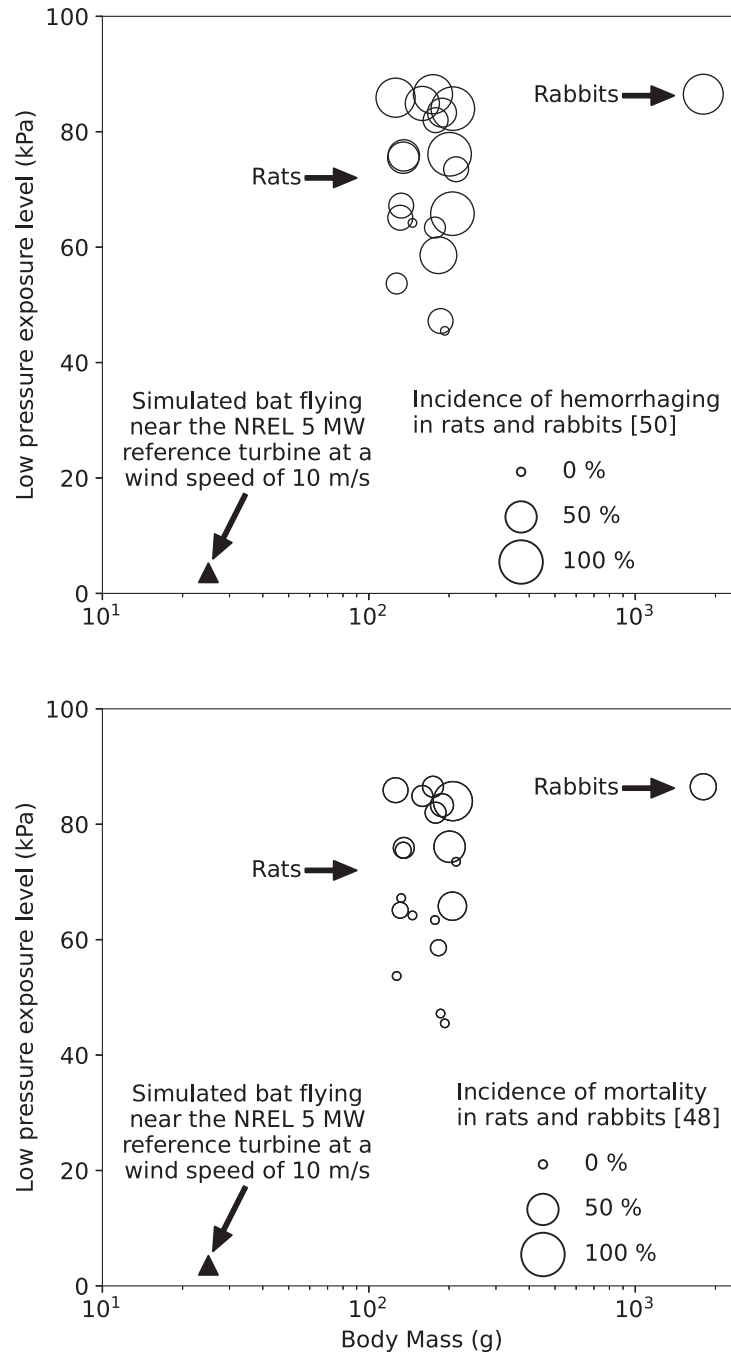 100
80
60
40
20
0
Low pressure exposure level (kPa)
Rabbits
Rats
Simulated bat flying
near the NREL 5 MW
reference turbine at a
wind speed of 10 m/s
Incidence of hemorrhaging
in rats and rabbits [50]
0 %
50 %
100 %
10¹
10²
10³
100
80
60
40
20
0
Low pressure exposure level (kPa)
Rabbits
Rats
Simulated bat flying
near the NREL 5 MW
reference turbine at a
wind speed of 10 m/s
Incidence of mortality
in rats and rabbits [48]
0 %
50 %
100 %
10¹
10²
10³
Body Mass (g)